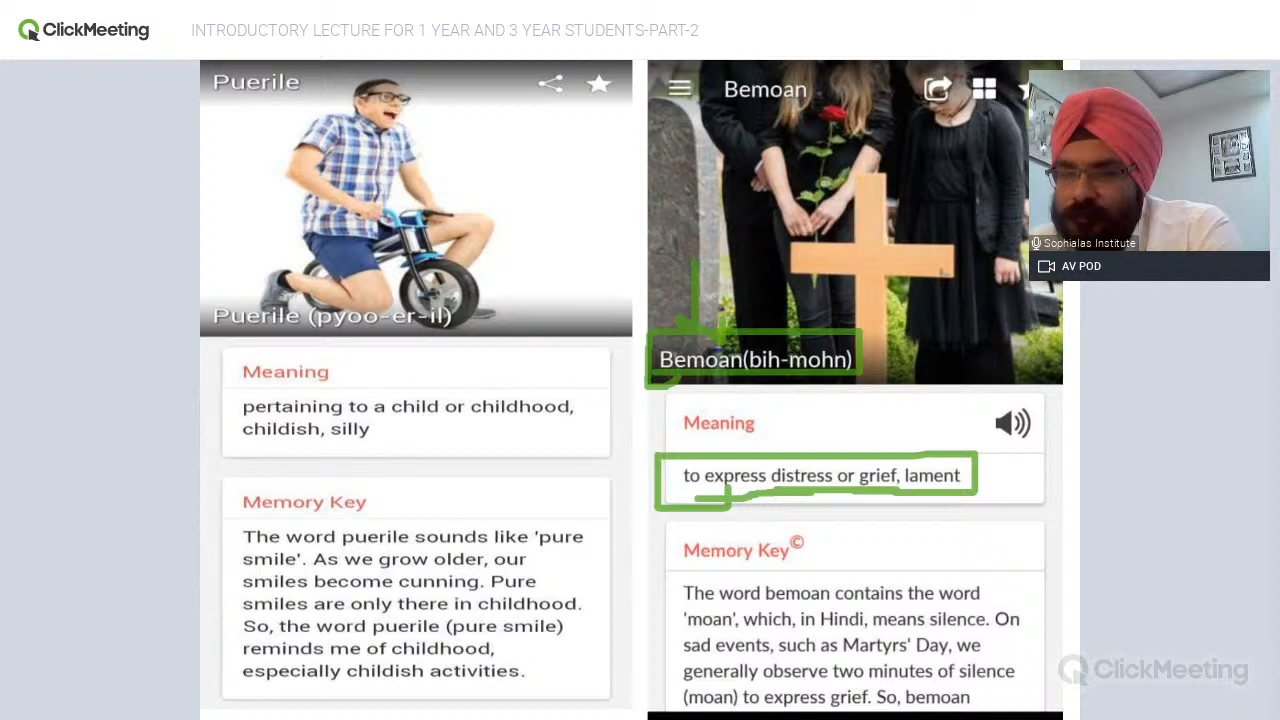 ClickMeeting
INTRODUCTORY LECTURE FOR 1 YEAR AND 3 YEAR STUDENTS-PART-2
Puerile
Puerile (pyoo-er-il)
Meaning
pertaining to a child or childhood,
childish, silly
Memory Key
The word puerile sounds like 'pure
smile'. As we grow older, our
smiles become cunning. Pure
smiles are only there in childhood.
So, the word puerile (pure smile)
reminds me of childhood,
especially childish activities.
Bemoan
Bemoan(bih-mohn)
Meaning
to express distress or grief, lament
Memory Key©
The word bemoan contains the word
'moan', which, in Hindi, means silence. On
sad events, such as Martyrs' Day, we
generally observe two minutes of silence
(moan) to express grief. So, bemoan
Sophialas Institute
AV POD
ClickMeeting